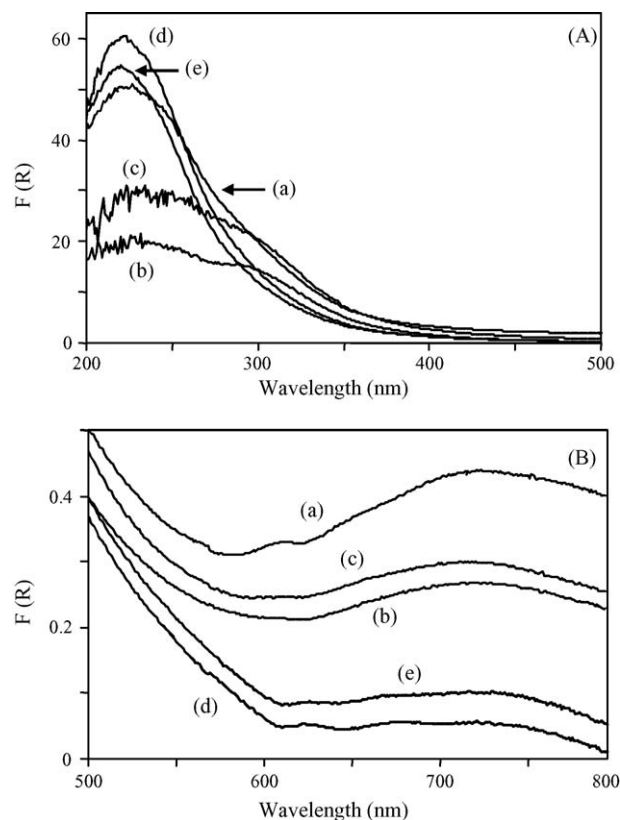 (A)
(d)
(e)
(a)
(c)
(b)
60
40
20
0
F (R)
200 300 400 500
Wavelength (nm)
(B)
(a)
(c)
(b)
(e)
(d)
0.4
0.2
0
F (R)
500 600 700 800
Wavelength (nm)